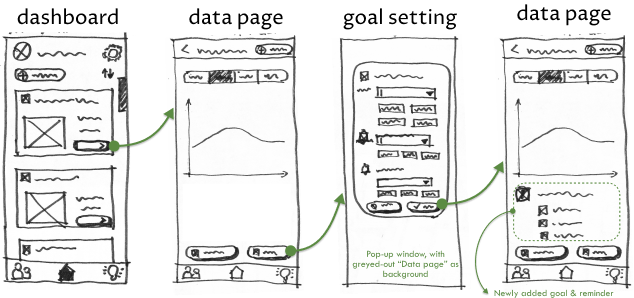 dashboard
data page
goal setting
data page
Pop-up window, with
greyed-out "Data page" as
background
Newly added goal & reminder